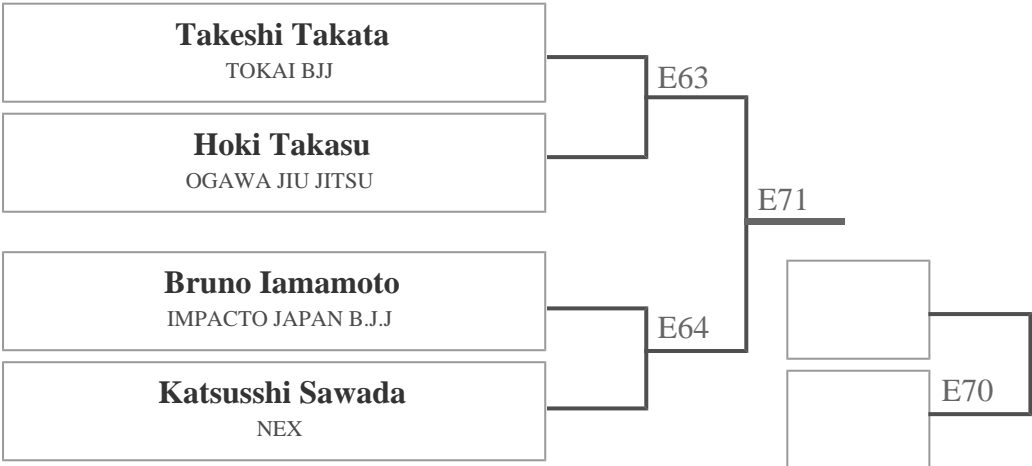 Takeshi Takata
TOKAI BJJ
E63
Hoki Takasu
OGAWA JIU JITSU
E71
Bruno Iamamoto
IMPACTO JAPAN B.J.J
E64
Katsusshi Sawada
NEX
E70